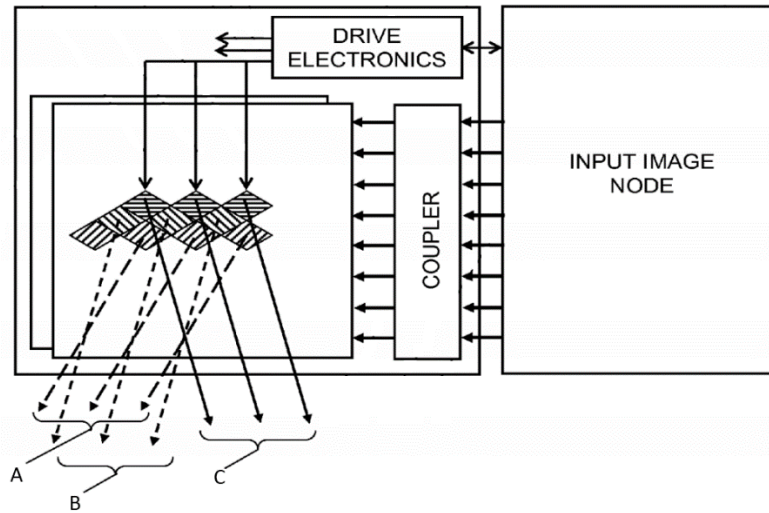 DRIVE
ELECTRONICS
INPUT IMAGE
NODE
COUPLER
A
B
C